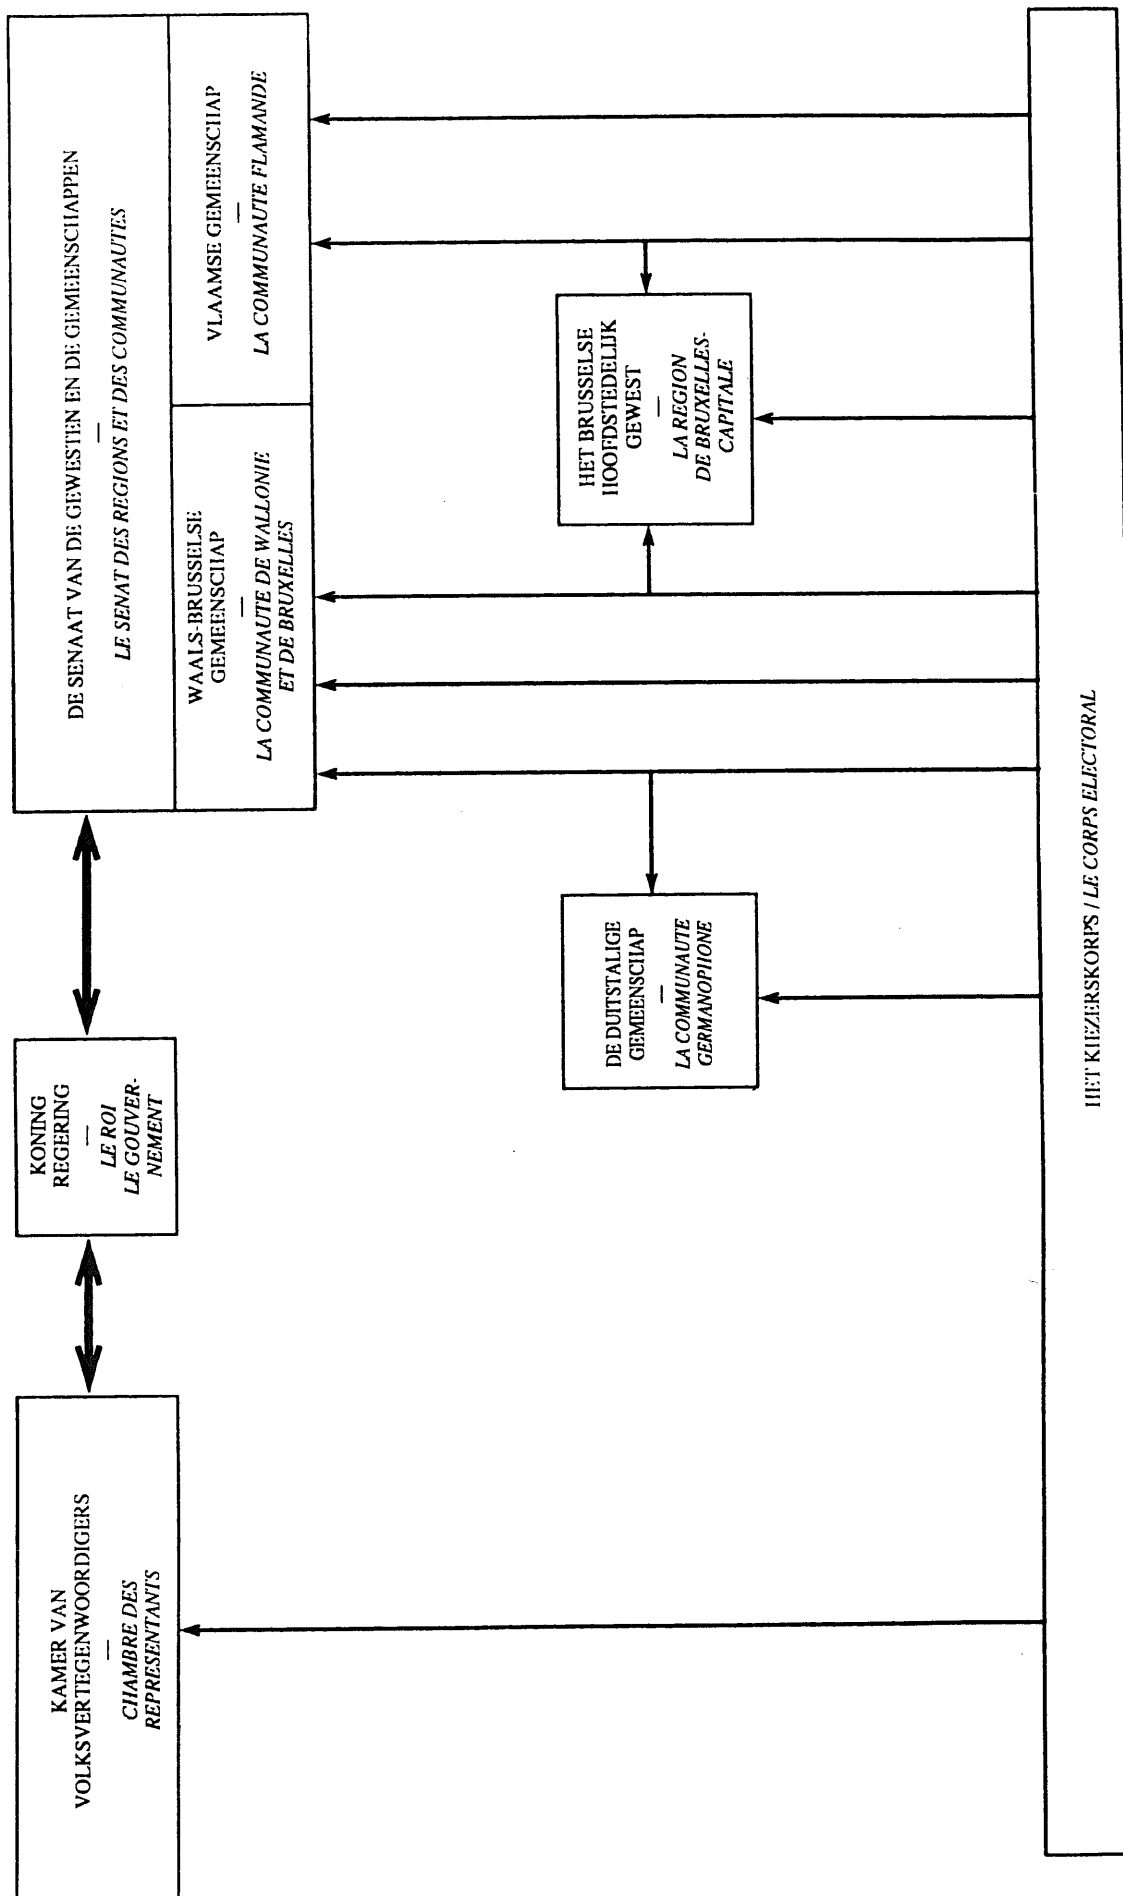 KAMER VAN
VOLKSVERTEGENWOORDIGERS
—
CHAMBRE DES
REPRESENTANTS
KONING
REGERING
—
LE ROI
LE GOUVER-
NEMENT
DE SENAAT VAN DE GEWESTEN EN DE GEMEENSCHAPPEN
—
LE SENAT DES REGIONS ET DES COMMUNAUTES
WAALS-BRUSSELSE
GEMEENSCHAP
—
LA COMMUNAUTE DE WALLONIE
ET DE BRUXELLES
VLAAMSE GEMEENSCHAP
—
LA COMMUNAUTE FLAMANDE
DE DUITSTALIGE
GEMEENSCHAP
—
LA COMMUNAUTE
GERMANOPHONE
HET BRUSSELSE
HOOFDSTEDELIJK
GEWEST
—
LA REGION
DE BRUXELLES-
CAPITALE
HET KIEZERSKORPS / LE CORPS ELECTORAL